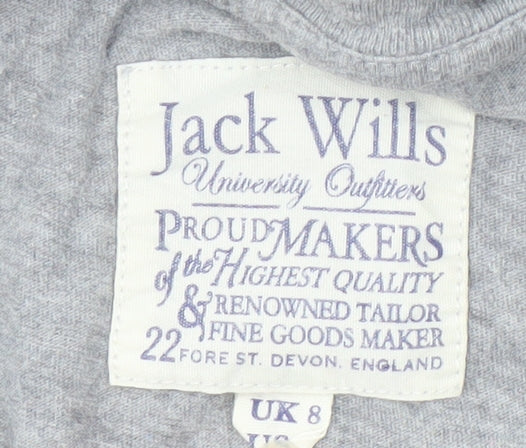 Jack Wills
University Outfitters
PROUD MAKERS
of the HIGHEST QUALITY
& RENOWNED TAILOR
FINE GOODS MAKER
22 FORE ST. DEVON, ENGLAND
UK 8
US